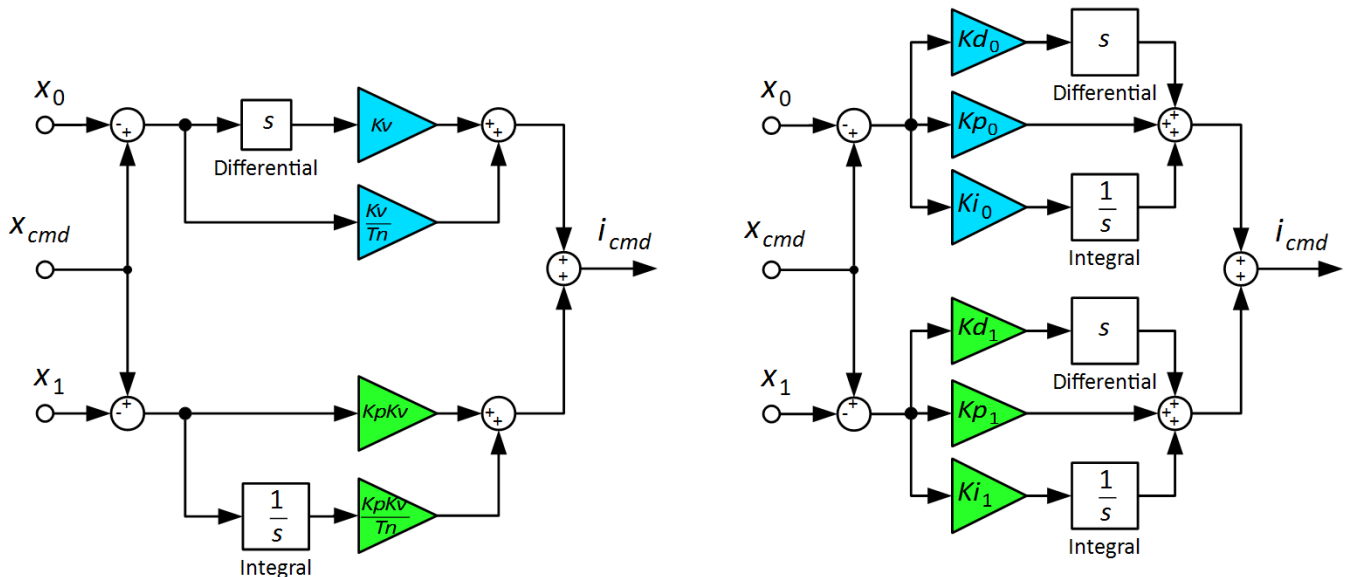 x0
- +
s
Differential
Kv
+ +
xcmd
Kv
Tn
icmd
+
+
x1
- +
KpKv
+ +
1
s
Integral
KpKv
Tn
x0
- +
Kd0
s
Differential
Kp0
+
+ +
Ki0
1
s
Integral
xcmd
icmd
+
+
x1
- +
Kd1
s
Differential
Kp1
+
+ +
Ki1
1
s
Integral